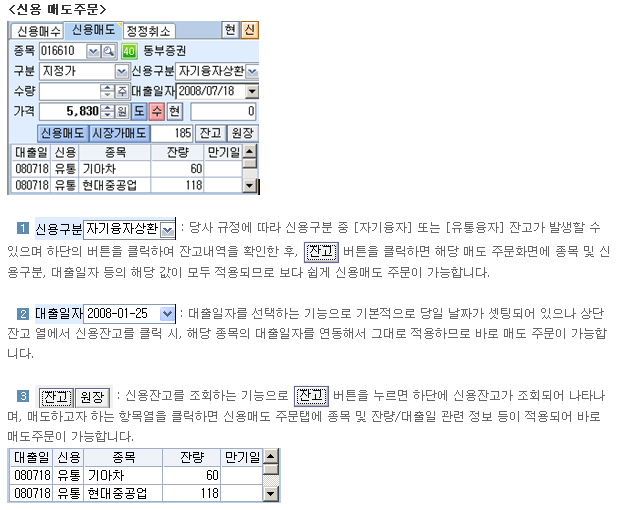 <신용 매도주문>
신용매수 신용매도 정정취소 현 신
종목 016610 40 동부증권
구분 지정가 신용구분 자기융자상환
수량 주 대출일자 2008/07/18
가격 5,830 원 도 수 현 0
신용매도 시장가매도 185 잔고 원장
대출일 신용 종목 잔량 만기일
080718 유통 기아차 60
080718 유통 현대중공업 118
1 신용구분 자기융자상환 : 당사 규정에 따라 신용구분 중 [자기융자] 또는 [유통융자] 잔고가 발생할 수
있으며 하단의 버튼을 클릭하여 잔고내역을 확인한 후, 잔고 버튼을 클릭하면 해당 매도 주문화면에 종목 및 신
용구분, 대출일자 등의 해당 값이 모두 적용되므로 보다 쉽게 신용매도 주문이 가능합니다.
2 대출일자 2008-01-25 : 대출일자를 선택하는 기능으로 기본적으로 당일 날짜가 셋팅되어 있으나 상단
잔고 열에서 신용잔고를 클릭 시, 해당 종목의 대출일자를 연동해서 그대로 적용하므로 바로 매도 주문이 가능합
니다.
3 잔고 원장 : 신용잔고를 조회하는 기능으로 잔고 버튼을 누르면 하단에 신용잔고가 조회되어 나타나
며, 매도하고자 하는 항목열을 클릭하면 신용매도 주문탭에 종목 및 잔량/대출일 관련 정보 등이 적용되어 바로
매도주문이 가능합니다.
대출일 신용 종목 잔량 만기일
080718 유통 기아차 60
080718 유통 현대중공업 118